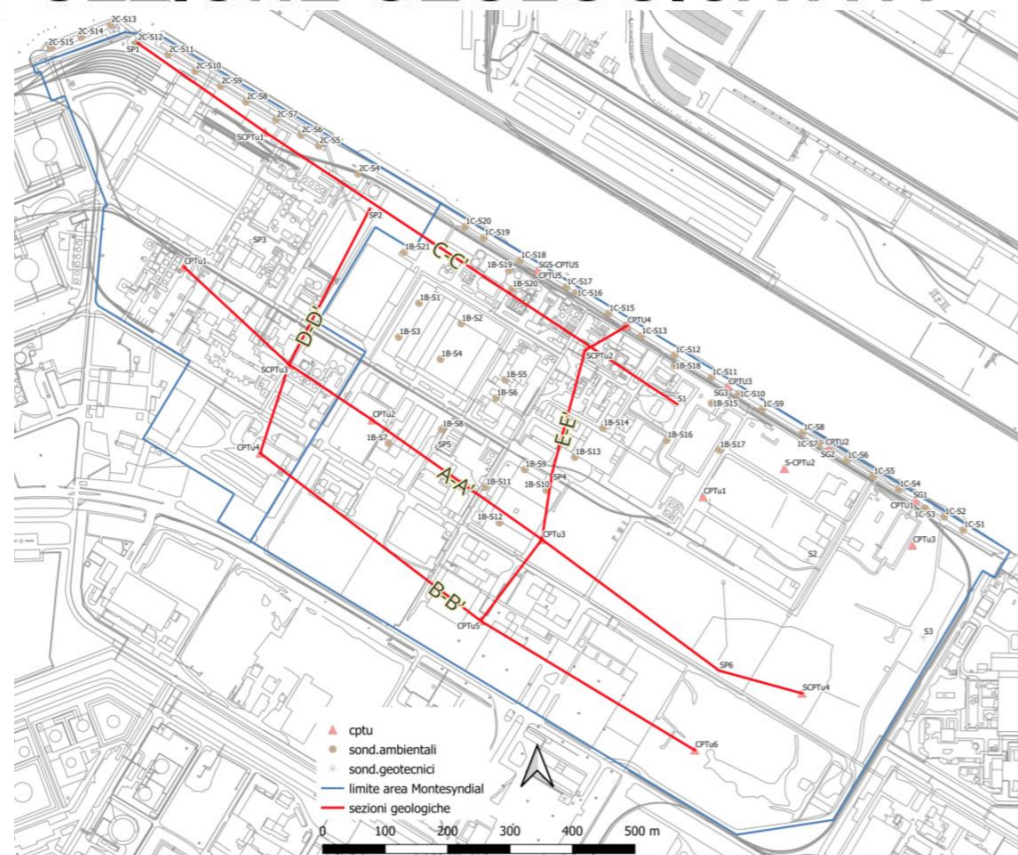 2C-S13
2C-S14
2C-S15
2C-S12
SP1
2C-S11
2C-S10
2C-S9
2C-S8
2C-S7
SCPTu1
2C-S6
2C-S5
2C-S4
SP2
SP3
CPTu1
1C-S20
1C-S19
C-C'
1B-S21
1C-S18
1B-S19
SG5-CPTU5
CPTU5
1B-S20
1C-S17
1C-S16
1B-S1
1C-S15
D-D'
1B-S2
CPTU4
1B-S3
1C-S13
1B-S4
SCPTu2
1C-S12
1B-S18
SCPTu3
1B-S5
1C-S11
CPTU3
1B-S6
SG3
1C-S10
S1
1B-S15
1C-S9
CPTu2
1B-S8
1B-S14
E-E'
1C-S8
1B-S7
SP5
1B-S16
1C-S7
CPTU2
CPTu4
1B-S17
SG2
1B-S13
1C-S6
1B-S9
S-CPTu2
1C-S5
A-A'
SP4
1B-S11
1B-S10
1C-S4
CPTu1
SG1
CPTU1
1C-S3
1C-S2
1B-S12
1C-S1
CPTu3
CPTu3
S2
B-B'
CPTu5
S3
SP6
SCPTu4
CPTu6
cptu
sond.ambientali
sond.geotecnici
limite area Montesyndial
sezioni geologiche
0 100 200 300 400 500 m